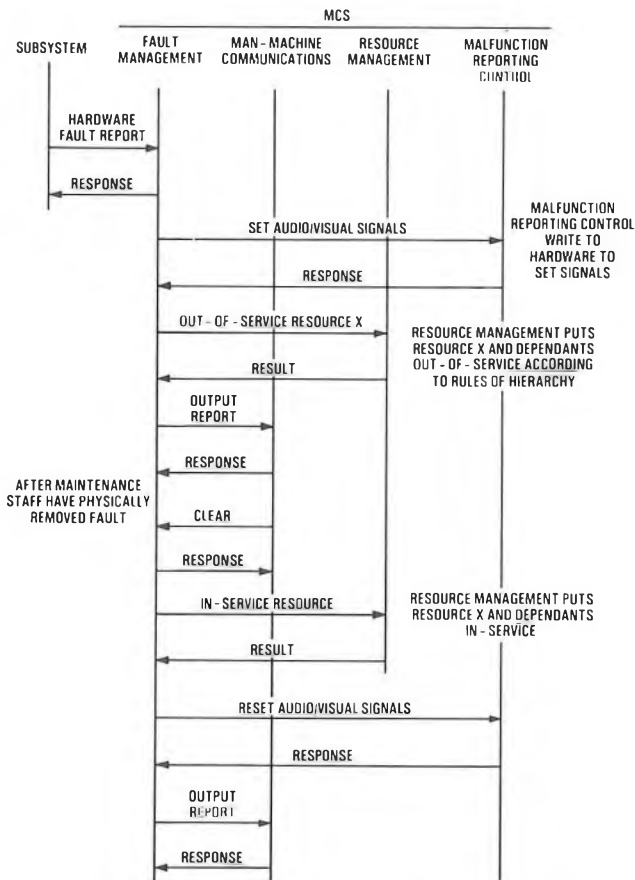 MCS
SUBSYSTEM
FAULT
MANAGEMENT
MAN - MACHINE
COMMUNICATIONS
RESOURCE
MANAGEMENT
MALFUNCTION
REPORTING
CONTROL
HARDWARE
FAULT REPORT
RESPONSE
SET AUDIO/VISUAL SIGNALS
MALFUNCTION
REPORTING CONTROL
WRITE TO
HARDWARE TO
SET SIGNALS
RESPONSE
OUT - OF - SERVICE RESOURCE X
RESOURCE MANAGEMENT PUTS
RESOURCE X AND DEPENDANTS
OUT - OF - SERVICE ACCORDING
TO RULES OF HIERARCHY
RESULT
OUTPUT
REPORT
RESPONSE
AFTER MAINTENANCE
STAFF HAVE PHYSICALLY
REMOVED FAULT
CLEAR
RESPONSE
IN - SERVICE RESOURCE
RESOURCE MANAGEMENT PUTS
RESOURCE X AND DEPENDANTS
IN - SERVICE
RESULT
RESET AUDIO/VISUAL SIGNALS
RESPONSE
OUTPUT
REPORT
RESPONSE